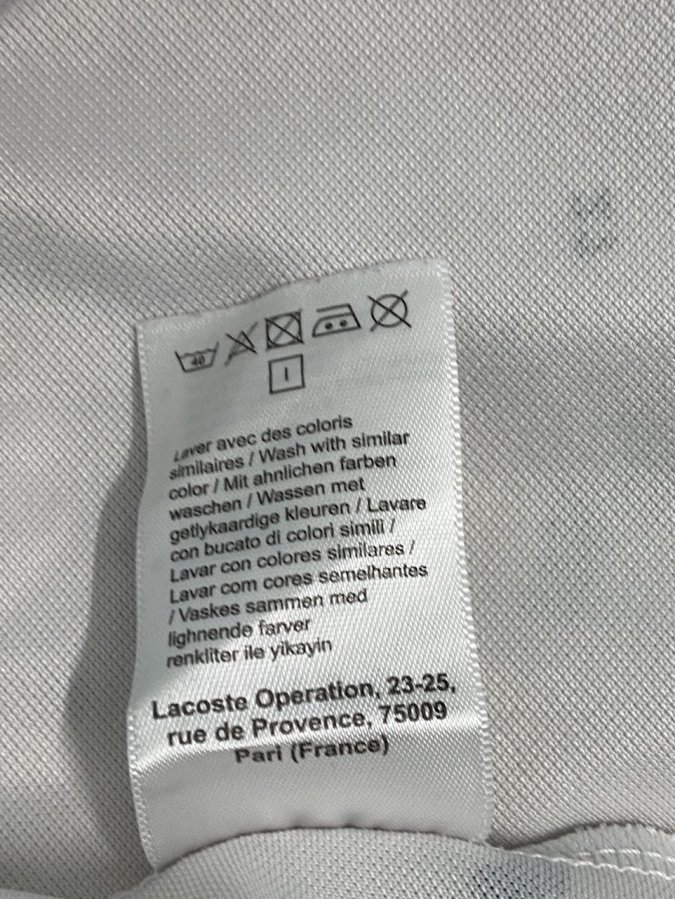 40
Laver avec des coloris
similaires / Wash with similar
color / Mit ahnlichen farben
waschen / Wassen met
getlykaardige kleuren / Lavare
con bucato di colori simili /
Lavar con colores similares /
Lavar com cores semelhantes
/ Vaskes sammen med
lighnende farver
renkliter ile yikayin
Lacoste Operation, 23-25,
rue de Provence, 75009
Pari (France)